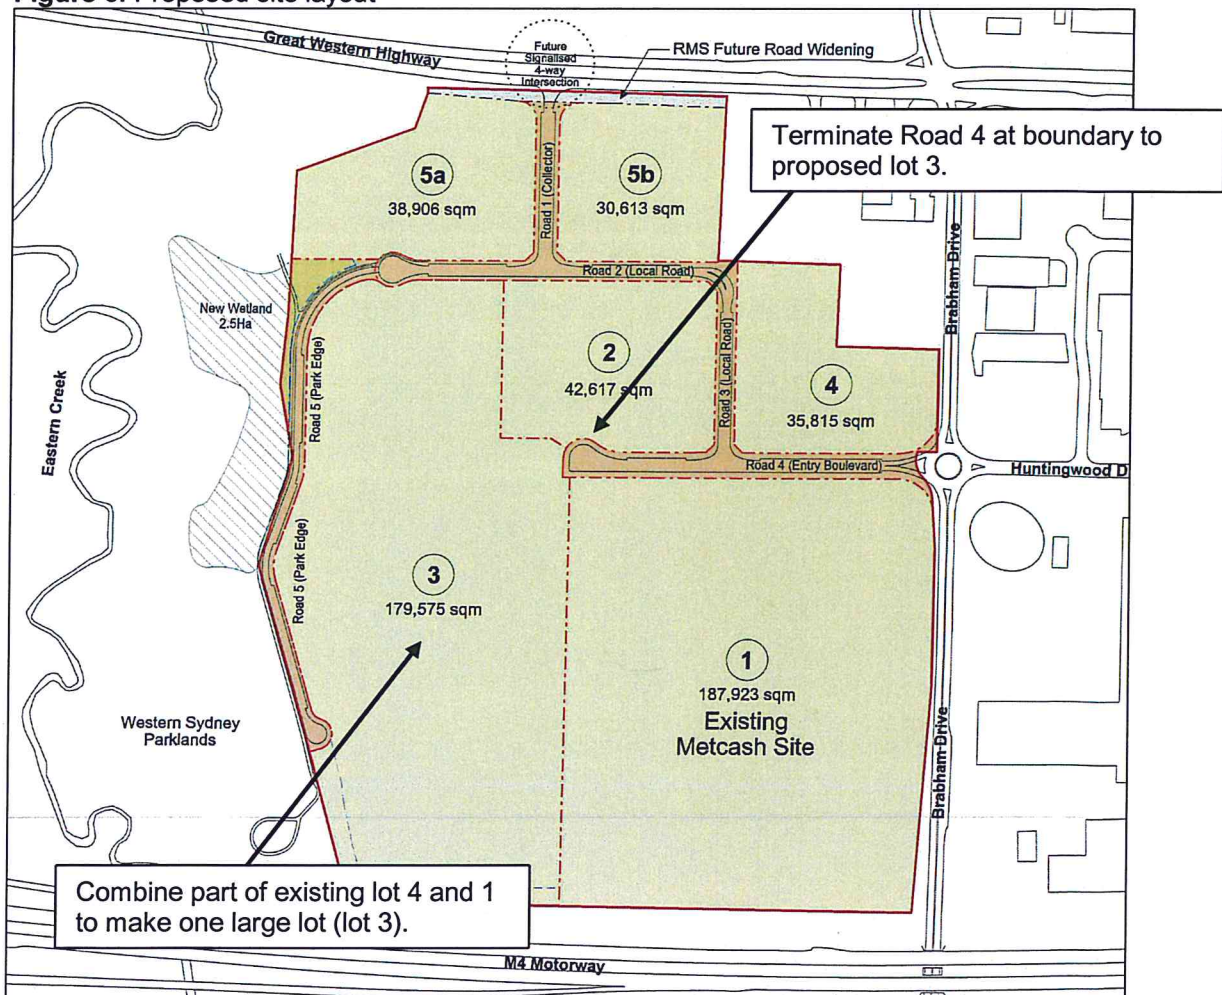 Proposed site layout
Great Western Highway
Future
Signalised
4-way
Intersection
RMS Future Road Widening
Terminate Road 4 at boundary to
proposed lot 3.
5a
38,906 sqm
Road 1 (Collector)
5b
30,613 sqm
Brabham Drive
Road 2 (Local Road)
New Wetland
2.5Ha
Eastern Creek
Road 5 (Park Edge)
2
42,617 sqm
Road 3 (Local Road)
4
35,815 sqm
Road 4 (Entry Boulevard)
Huntingwood D
Road 5 (Park Edge)
3
179,575 sqm
1
187,923 sqm
Existing
Metcash Site
Western Sydney
Parklands
Brabham Drive
Combine part of existing lot 4 and 1
to make one large lot (lot 3).
M4 Motorway